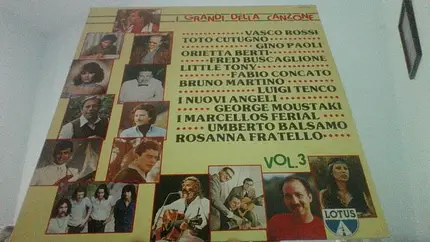 I GRANDI DELLA CANZONE
VASCO ROSSI
TOTO CUTUGNO
GINO PAOLI
ORIETTA BERTI
FRED BUSCAGLIONE
LITTLE TONY
FABIO CONCATO
BRUNO MARTINO
LUIGI TENCO
I NUOVI ANGELI
GEORGE MOUSTAKI
I MARCELLOS FERIAL
UMBERTO BALSAMO
ROSANNA FRATELLO
VOL.3
LOTUS